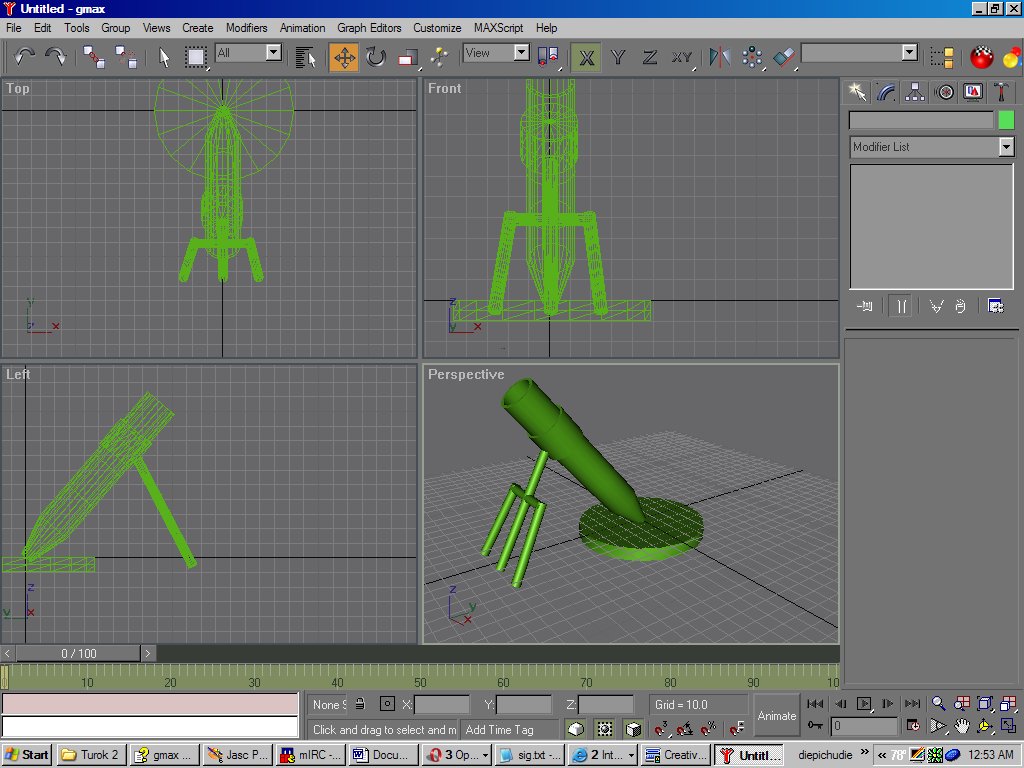 Untitled - gmax
File Edit Tools Group Views Create Modifiers Animation Graph Editors Customize MAXScript Help
All View X Y Z XY
Top
Front
Modifier List
y
x
z
z
y x
Left
Perspective
z
y x
z
y
x
< 0 / 100 >
10 20 30 40 50 60 70 80 90 10
None S X: Y: Z: Grid = 10.0
Animate
0
Click and drag to select and m Add Time Tag
Start Turok 2 gmax ... Jasc P... mIRC -... Docu... 3 Op... sig.txt -... 2 Int... Creativ... Untitl... diepichudie » « 78° 12:53 AM